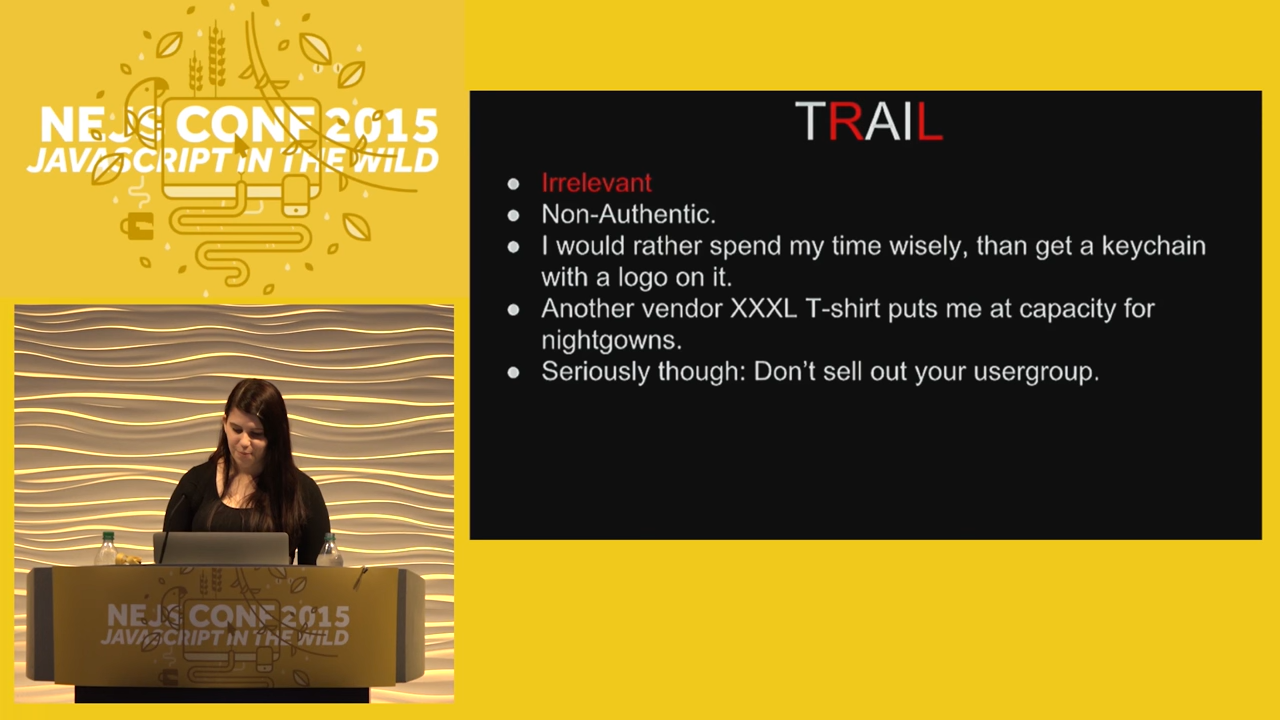 NEJS CONF 2015
JAVASCRIPT IN THE WILD
TRAIL
Irrelevant
Non-Authentic.
I would rather spend my time wisely, than get a keychain
with a logo on it.
Another vendor XXXL T-shirt puts me at capacity for
nightgowns.
Seriously though: Don't sell out your usergroup.
NEJS CONF 2015
JAVASCRIPT IN THE WILD